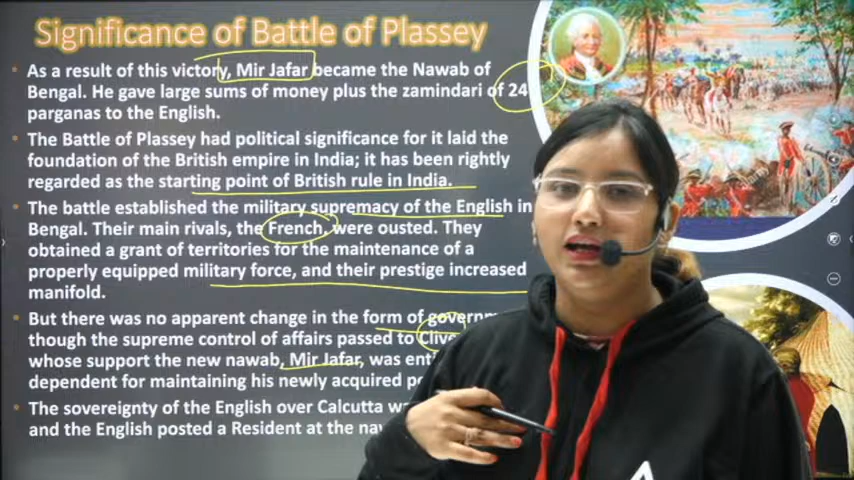 Significance of Battle of Plassey
• As a result of this victory, Mir Jafar became the Nawab of
Bengal. He gave large sums of money plus the zamindari of 24
parganas to the English.
• The Battle of Plassey had political significance for it laid the
foundation of the British empire in India; it has been rightly
regarded as the starting point of British rule in India.
• The battle established the military supremacy of the English in
Bengal. Their main rivals, the French, were ousted. They
obtained a grant of territories for the maintenance of a
properly equipped military force, and their prestige increased
manifold.
• But there was no apparent change in the form of
though the supreme control of affairs passed to Clive
whose support the new nawab, Mir Jafar, was
dependent for maintaining his newly acquired
• The sovereignty of the English over Calcutta
and the English posted a Resident at the